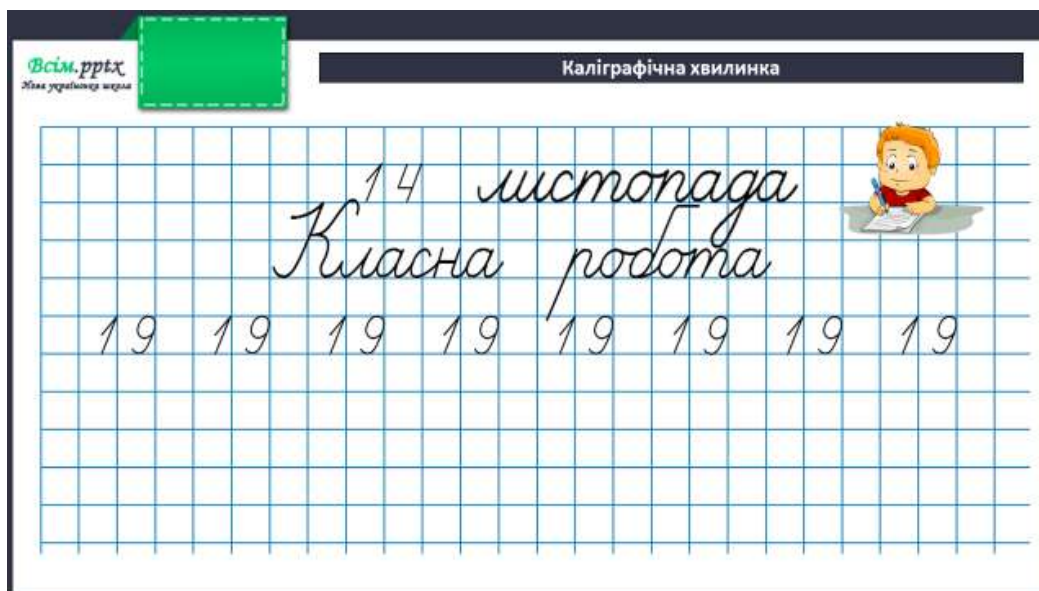 Всім.pptx
Нова українська школа
Каліграфічна хвилинка
14 листопада
Класна робота
19 19 19 19 19 19 19 19